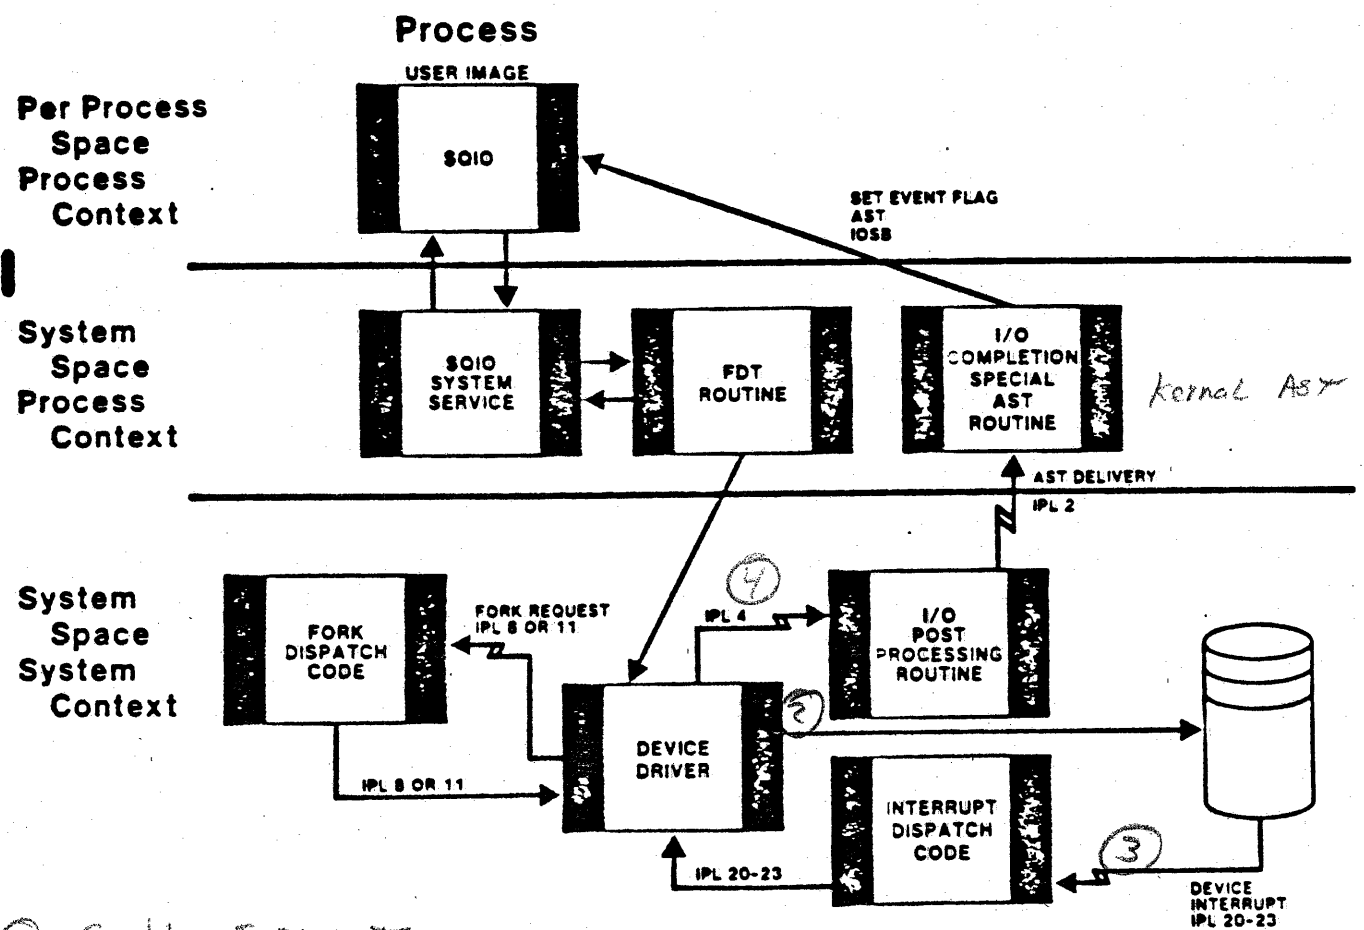 Process
USER IMAGE
Per Process
Space
Process
Context
$QIO
SET EVENT FLAG
AST
IOSB
System
Space
Process
Context
$QIO
SYSTEM
SERVICE
FDT
ROUTINE
I/O
COMPLETION
SPECIAL
AST
ROUTINE
Kernal AST
AST DELIVERY
IPL 2
System
Space
System
Context
FORK
DISPATCH
CODE
FORK REQUEST
IPL 8 OR 11
4
IPL 4
I/O
POST
PROCESSING
ROUTINE
2
DEVICE
DRIVER
IPL 8 OR 11
INTERRUPT
DISPATCH
CODE
3
IPL 20-23
DEVICE
INTERRUPT
IPL 20-23